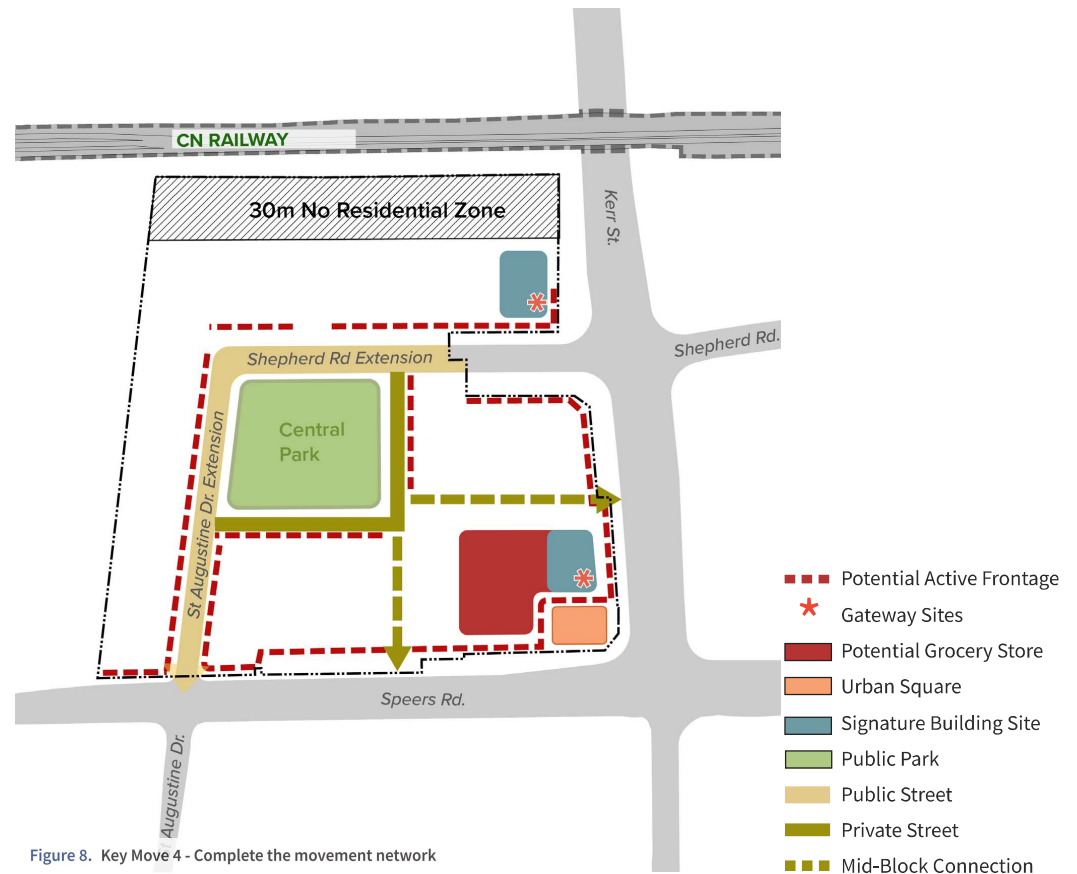 CN RAILWAY
30m No Residential Zone
Kerr St.
Shepherd Rd.
Shepherd Rd Extension
Central
Park
St Augustine Dr. Extension
Speers Rd.
St Augustine Dr.
Potential Active Frontage
Gateway Sites
Potential Grocery Store
Urban Square
Signature Building Site
Public Park
Public Street
Private Street
Mid-Block Connection
Figure 8. Key Move 4 - Complete the movement network